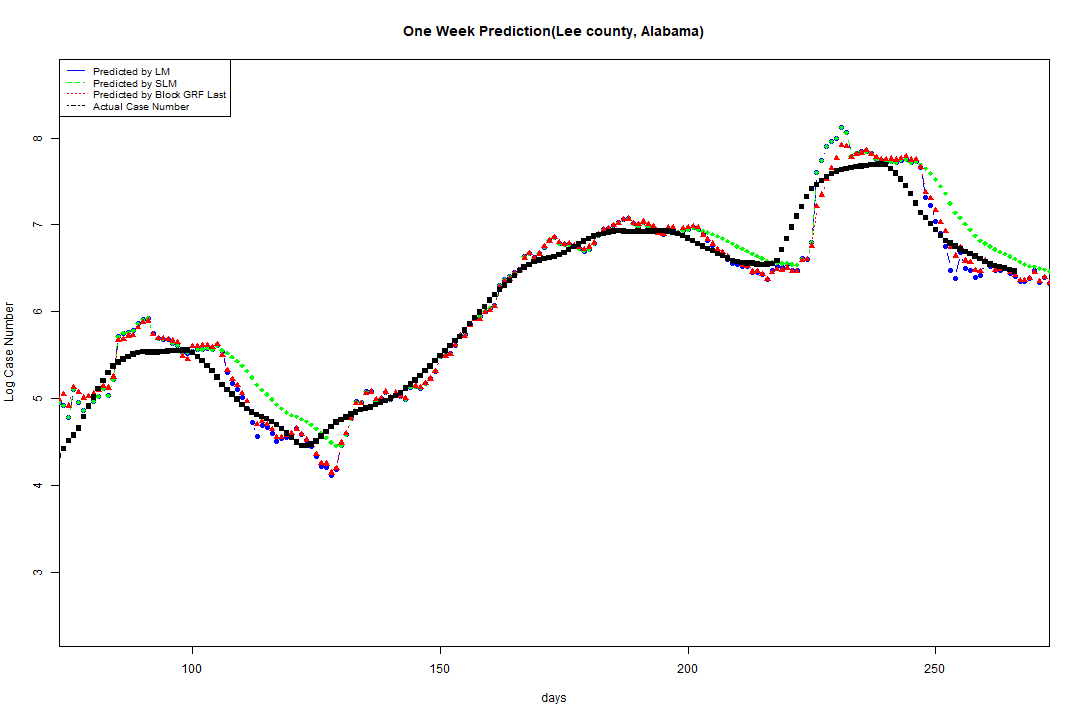 One Week Prediction(Lee county, Alabama)
Predicted by LM
Predicted by SLM
Predicted by Block GRF Last
Actual Case Number
8
7
6
5
4
3
Log Case Number
100 150 200 250
days